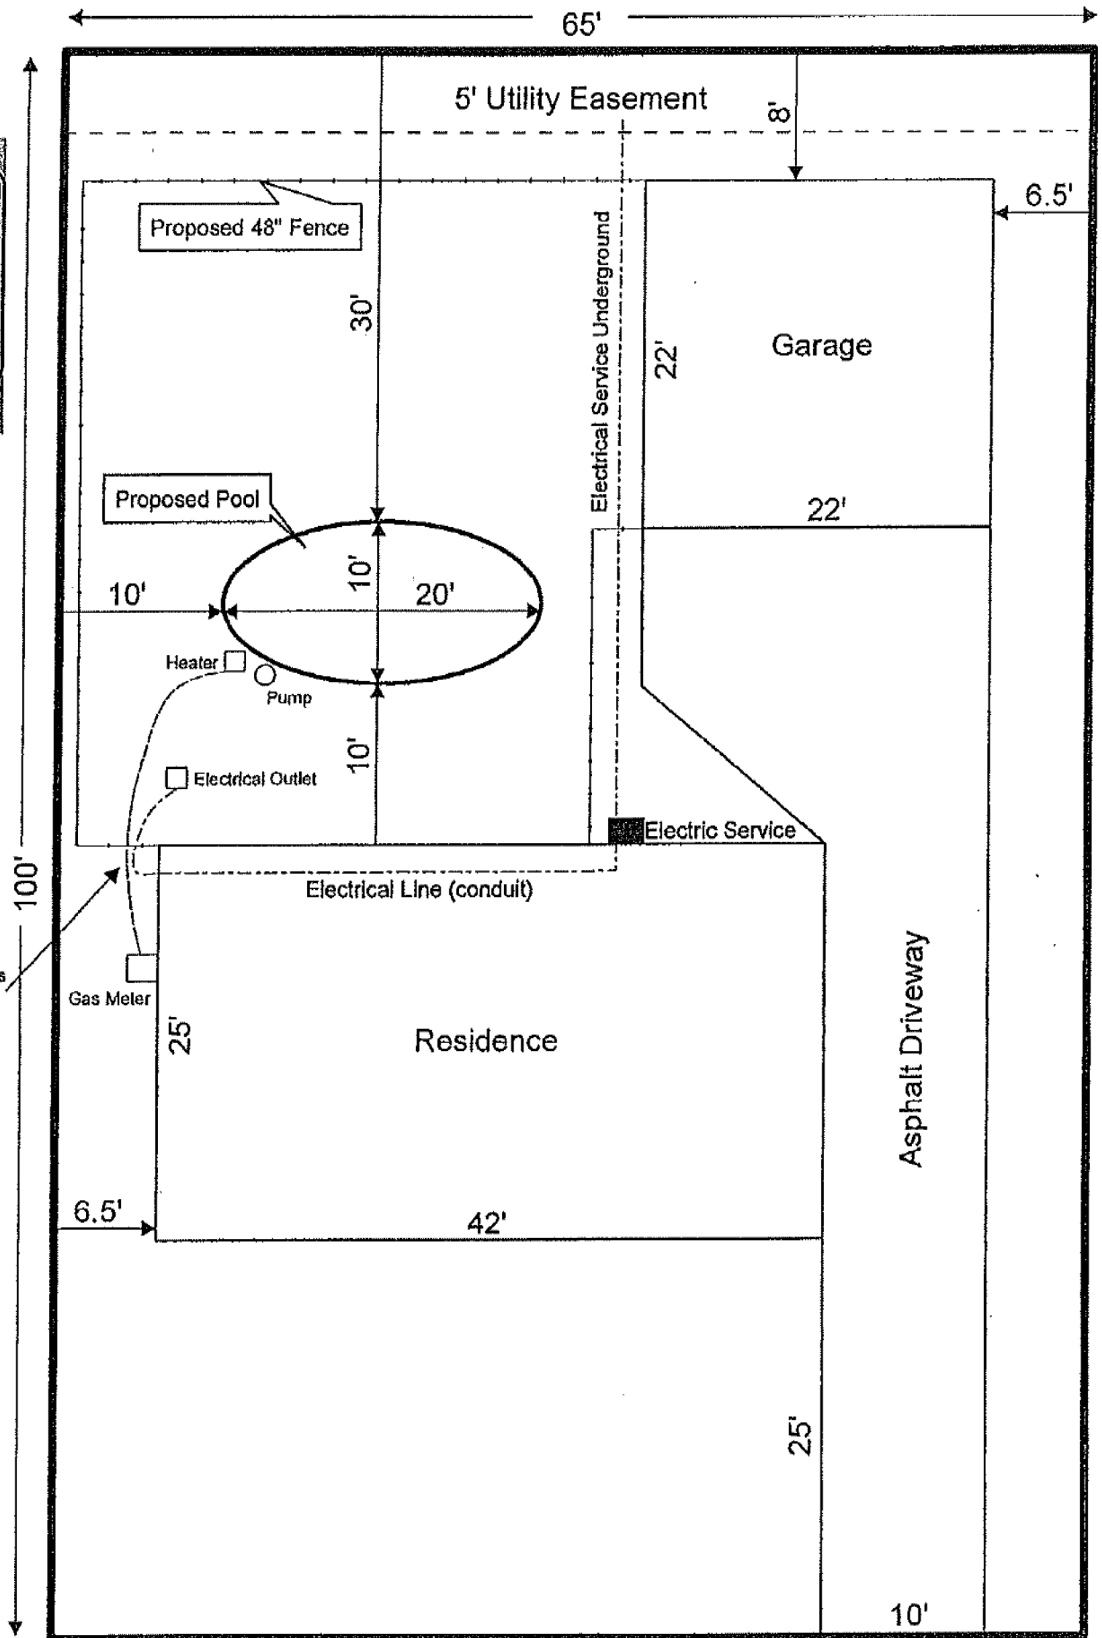 65'
5' Utility Easement
8'
6.5'
Proposed 48" Fence
30'
Electrical Service Underground
22'
Garage
Proposed Pool
22'
10'
10'
20'
Heater
Pump
10'
Electrical Outlet
Electric Service
100'
Electrical Line (conduit)
s
Gas Meter
25'
Residence
Asphalt Driveway
6.5'
42'
25'
10'